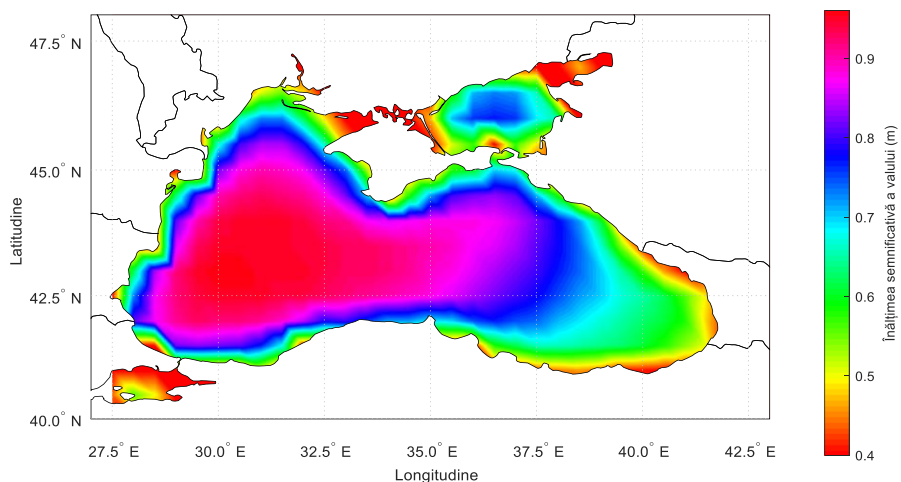 47.5° N
45.0° N
42.5° N
40.0° N
Latitudine
27.5° E 30.0° E 32.5° E 35.0° E 37.5° E 40.0° E 42.5° E
Longitudine
0.9
0.8
0.7
0.6
0.5
0.4
Înălțimea semnificativă a valului (m)